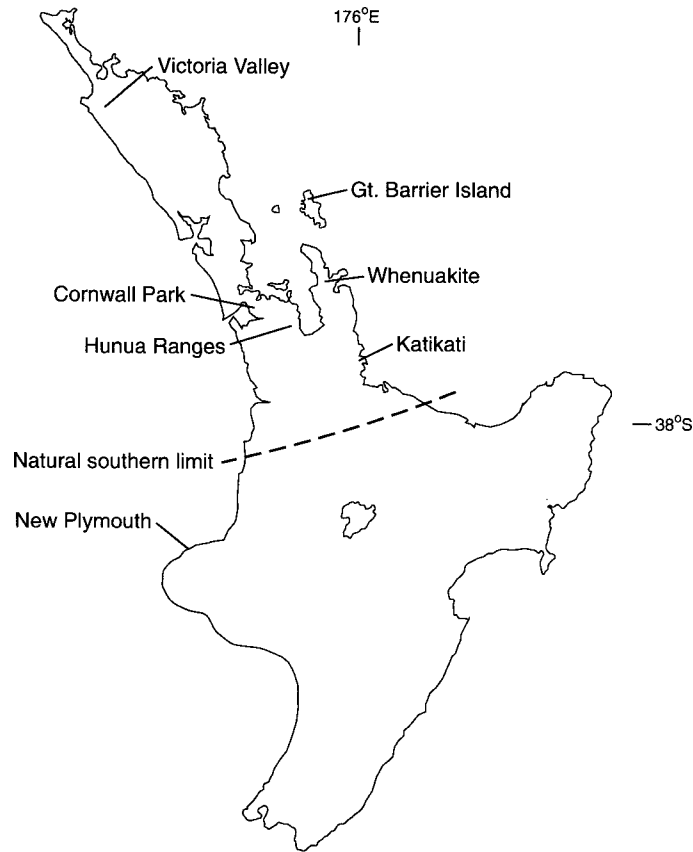 176°E
Victoria Valley
Gt. Barrier Island
Whenuakite
Cornwall Park
Hunua Ranges
Katikati
38°S
Natural southern limit
New Plymouth